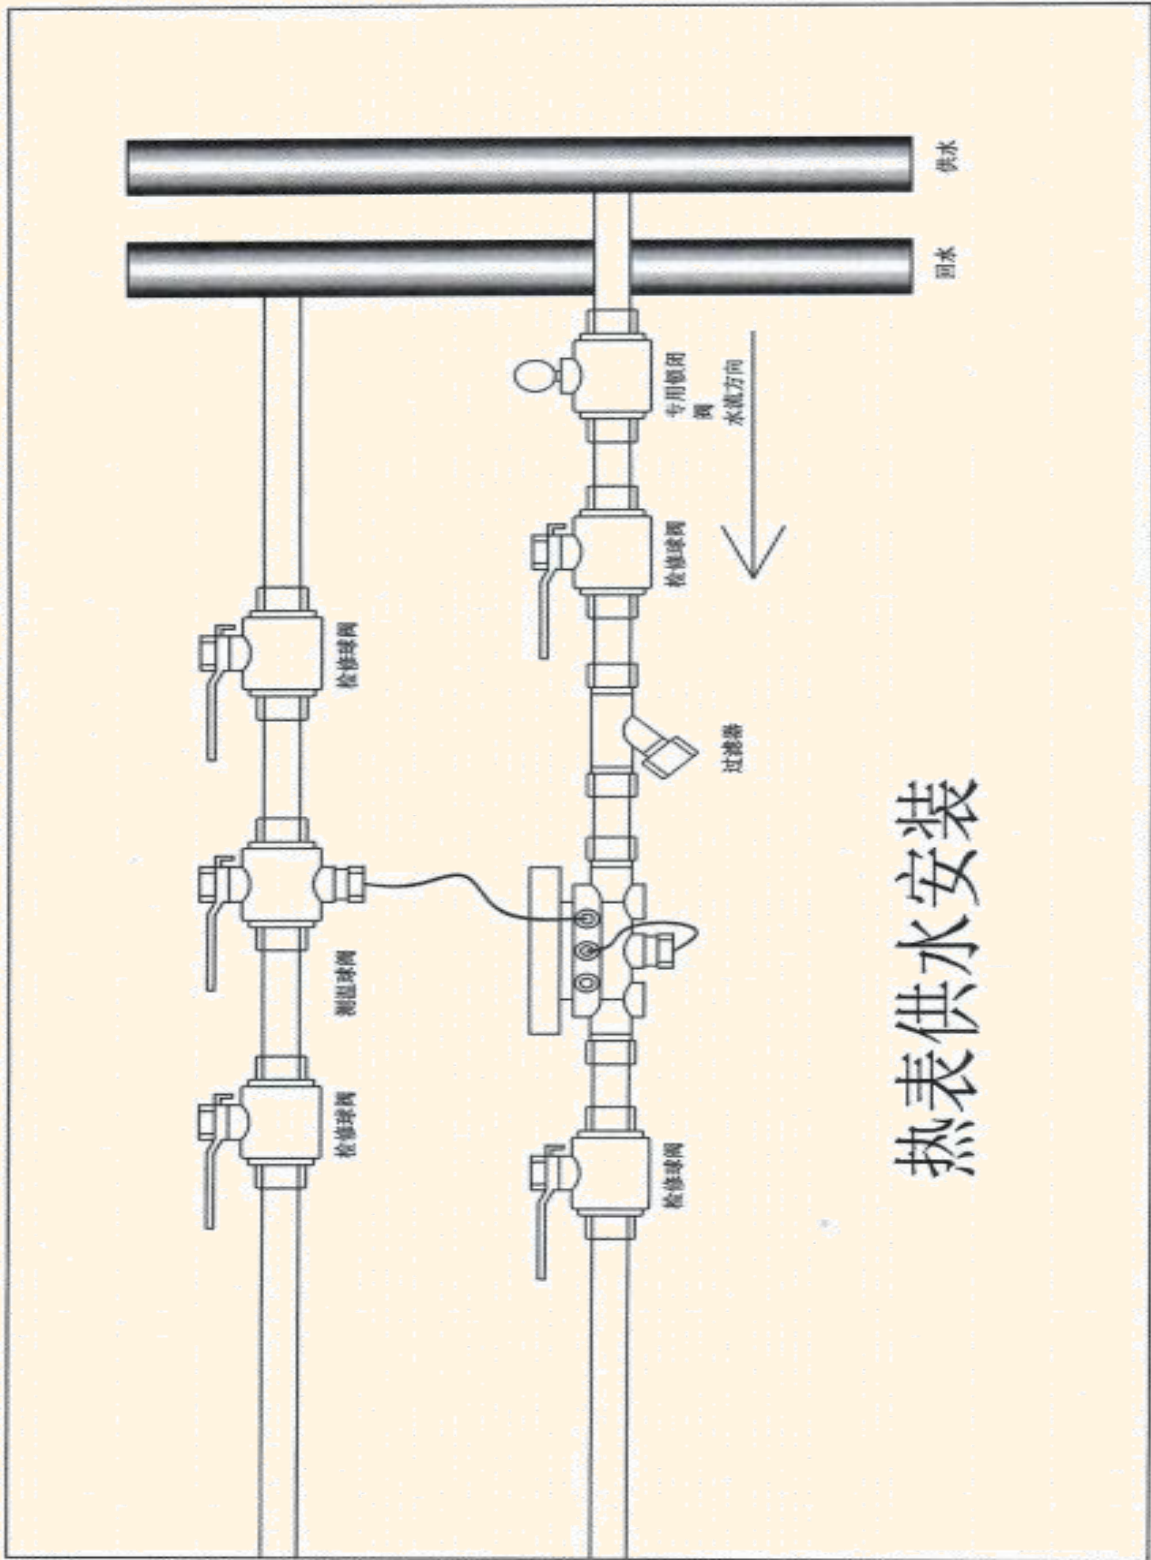 供水
回水
专用锁闭
阀
水流方向
检修球阀
检修球阀
过滤器
测温球阀
检修球阀
检修球阀
热表供水安装